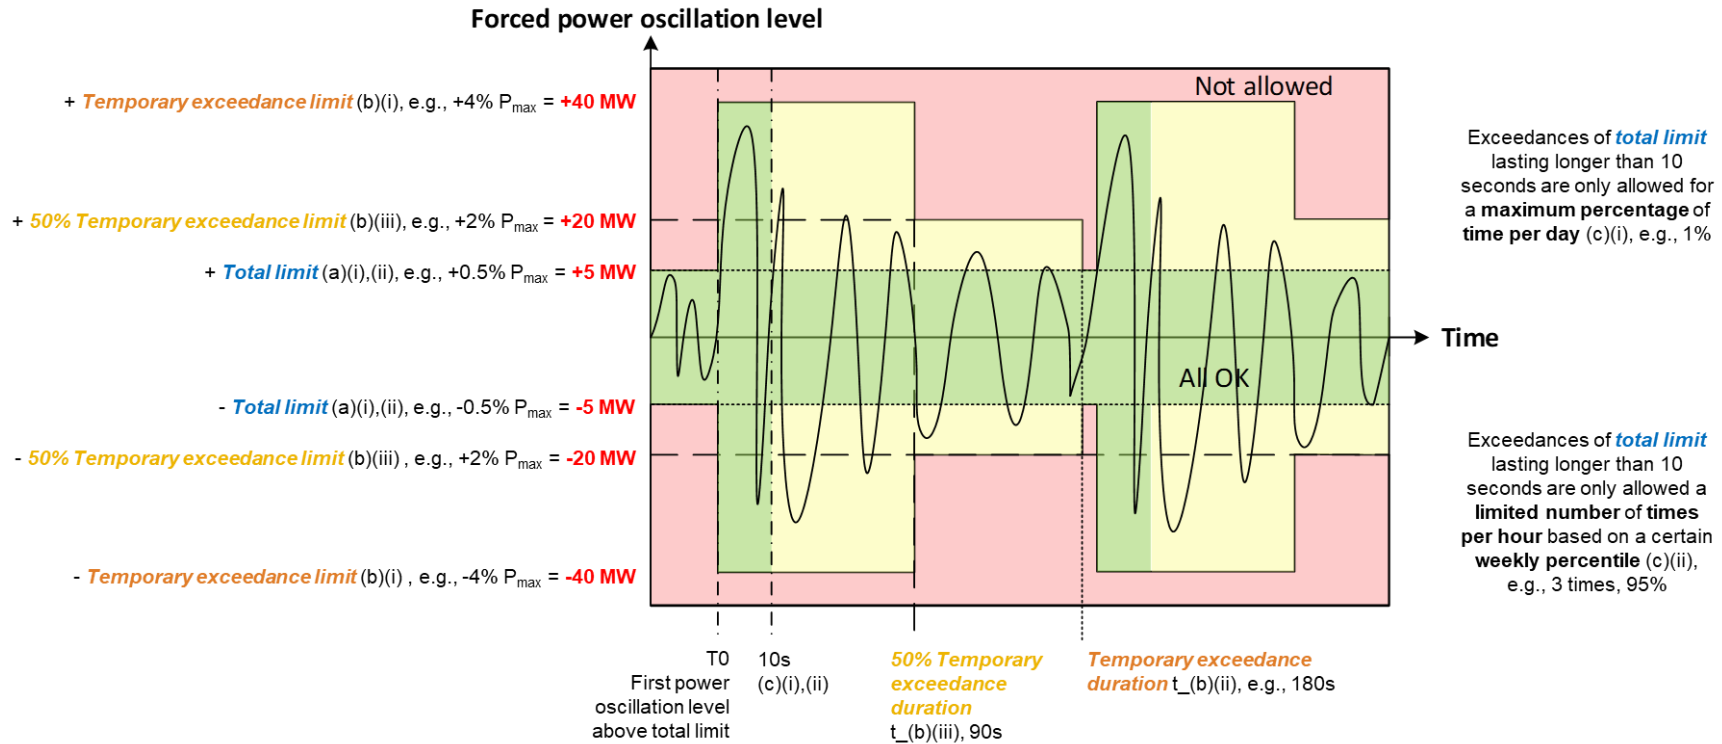 Forced power oscillation level
+ Temporary exceedance limit (b)(i), e.g., +4% Pmax = +40 MW
Not allowed
+ 50% Temporary exceedance limit (b)(iii), e.g., +2% Pmax = +20 MW
+ Total limit (a)(i),(ii), e.g., +0.5% Pmax = +5 MW
Exceedances of total limit
lasting longer than 10
seconds are only allowed for
a maximum percentage of
time per day (c)(i), e.g., 1%
Time
All OK
- Total limit (a)(i),(ii), e.g., -0.5% Pmax = -5 MW
- 50% Temporary exceedance limit (b)(iii) , e.g., +2% Pmax = -20 MW
- Temporary exceedance limit (b)(i) , e.g., -4% Pmax = -40 MW
Exceedances of total limit
lasting longer than 10
seconds are only allowed a
limited number of times
per hour based on a certain
weekly percentile (c)(ii),
e.g., 3 times, 95%
T0
First power
oscillation level
above total limit
10s
(c)(i),(ii)
50% Temporary
exceedance
duration
t_(b)(iii), 90s
Temporary exceedance
duration t_(b)(ii), e.g., 180s